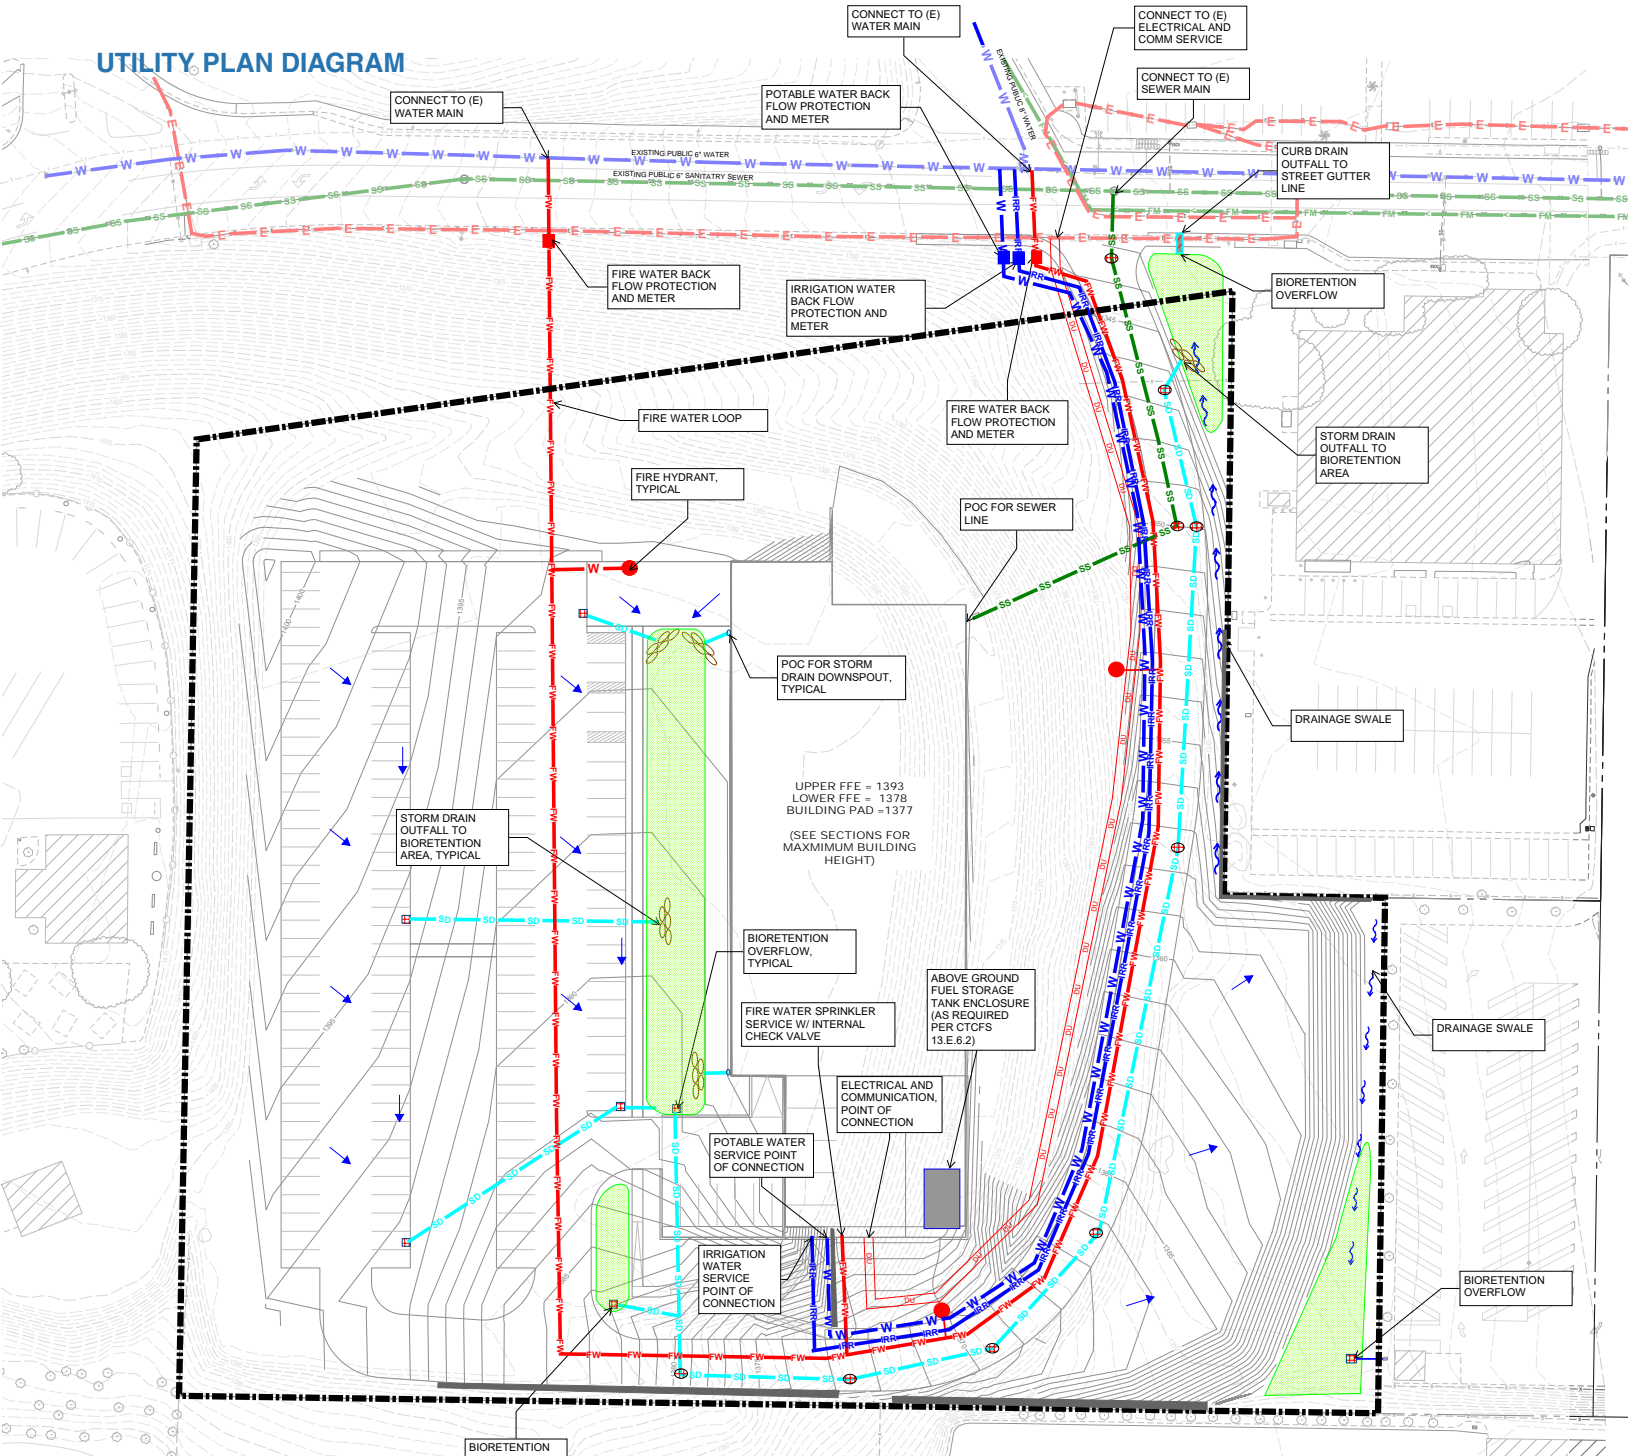 UTILITY PLAN DIAGRAM
CONNECT TO (E)
WATER MAIN
CONNECT TO (E)
ELECTRICAL AND
COMM SERVICE
CONNECT TO (E)
SEWER MAIN
CONNECT TO (E)
WATER MAIN
POTABLE WATER BACK
FLOW PROTECTION
AND METER
EXISTING PUBLIC 8" WATER
CURB DRAIN
OUTFALL TO
STREET GUTTER
LINE
EXISTING PUBLIC 6" WATER
EXISTING PUBLIC 6" SANITATRY SEWER
FIRE WATER BACK
FLOW PROTECTION
AND METER
IRRIGATION WATER
BACK FLOW
PROTECTION AND
METER
BIORETENTION
OVERFLOW
FIRE WATER LOOP
FIRE WATER BACK
FLOW PROTECTION
AND METER
STORM DRAIN
OUTFALL TO
BIORETENTION
AREA
FIRE HYDRANT,
TYPICAL
POC FOR SEWER
LINE
POC FOR STORM
DRAIN DOWNSPOUT,
TYPICAL
DRAINAGE SWALE
UPPER FFE = 1393
LOWER FFE = 1378
BUILDING PAD =1377
(SEE SECTIONS FOR
MAXMIMUM BUILDING
HEIGHT)
STORM DRAIN
OUTFALL TO
BIORETENTION
AREA, TYPICAL
BIORETENTION
OVERFLOW,
TYPICAL
ABOVE GROUND
FUEL STORAGE
TANK ENCLOSURE
(AS REQUIRED
PER CTCFS
13.E.6.2)
FIRE WATER SPRINKLER
SERVICE W/ INTERNAL
CHECK VALVE
DRAINAGE SWALE
ELECTRICAL AND
COMMUNICATION,
POINT OF
CONNECTION
POTABLE WATER
SERVICE POINT
OF CONNECTION
IRRIGATION
WATER
SERVICE
POINT OF
CONNECTION
BIORETENTION
OVERFLOW
BIORETENTION